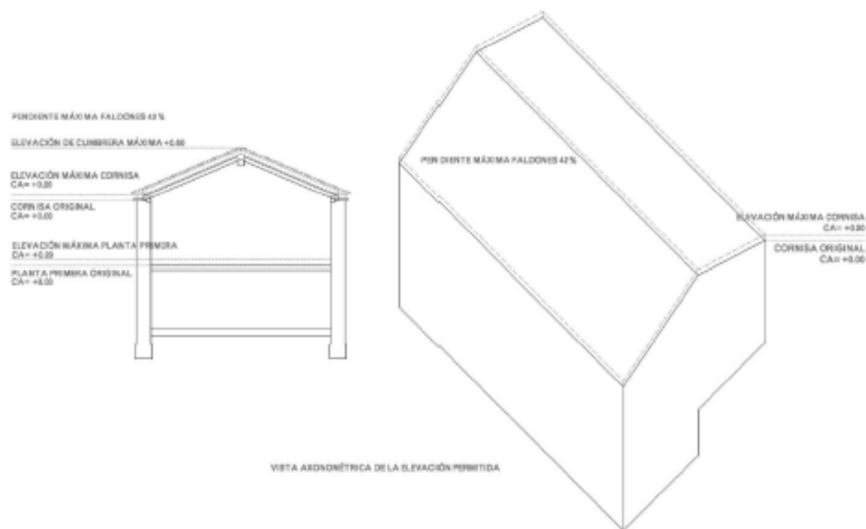 PENDIENTE MÁXIMA FALDONES 42%
ELEVACIÓN DE CUMBRERA MÁXIMA
ELEVACIÓN MÁXIMA CORNISA
CORNISA ORIGINAL
ELEVACIÓN MÁXIMA PLANTA PRIMERA
PLANTA PRIMERA ORIGINAL
PENDIENTE MÁXIMA FALDONES 42%
ELEVACIÓN MÁXIMA CORNISA
CORNISA ORIGINAL
CA= +0.00
VISTA AXONOMÉTRICA DE LA ELEVACIÓN PERMITIDA